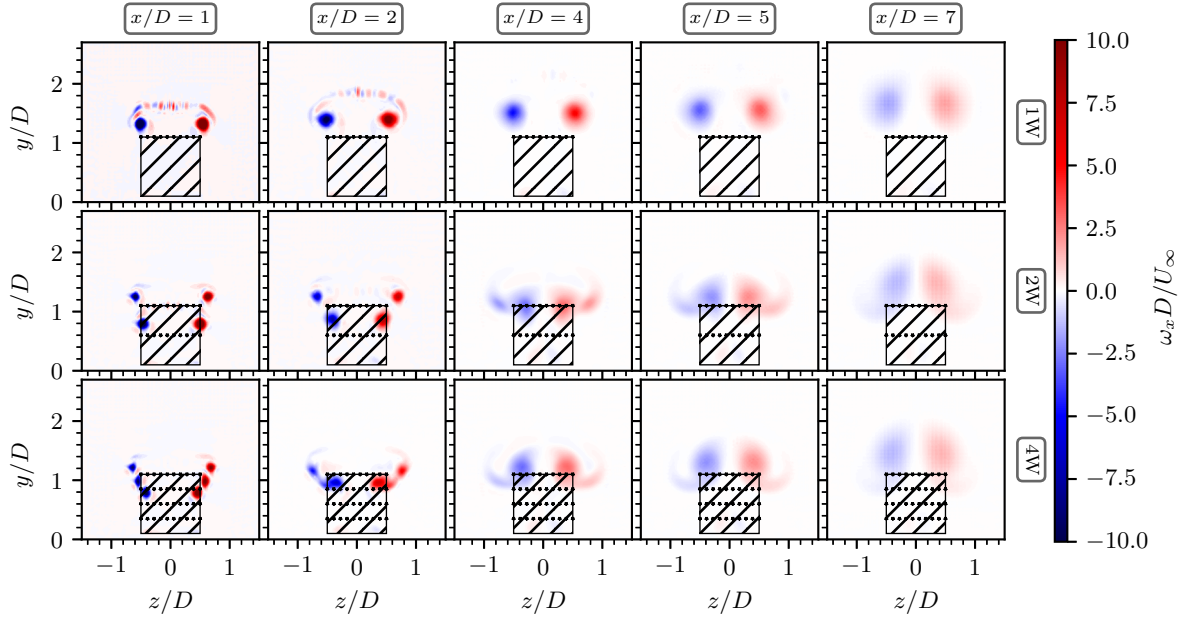 x/D = 1 x/D = 2 x/D = 4 x/D = 5 x/D = 7
y/D
2
1
0
1W
y/D
2
1
0
2W
y/D
2
1
0
4W
−1 0 1 −1 0 1 −1 0 1 −1 0 1 −1 0 1
z/D z/D z/D z/D z/D
10.0
7.5
5.0
2.5
0.0
−2.5
−5.0
−7.5
−10.0
ωₓD/U∞